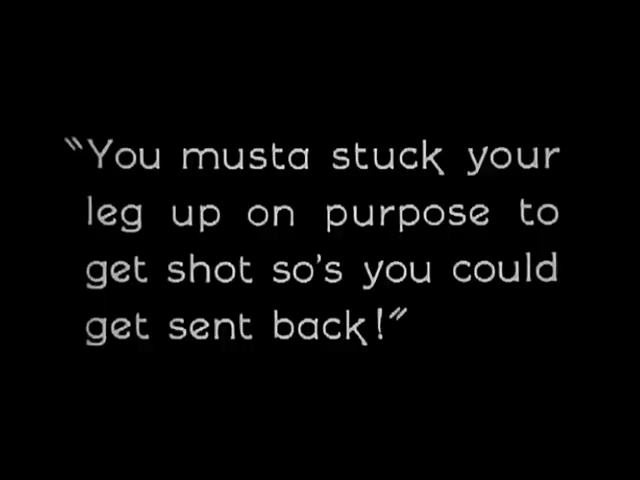 "You musta stuck your
leg up on purpose to
get shot so's you could
get sent back!"